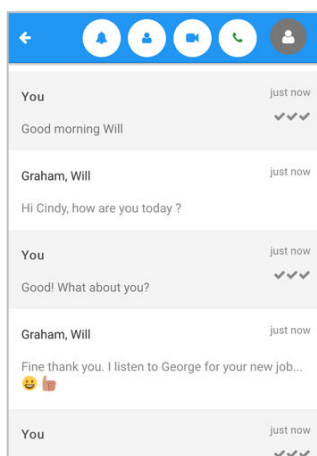 You just now
Good morning Will
Graham, Will just now
Hi Cindy, how are you today ?
You just now
Good! What about you?
Graham, Will just now
Fine thank you. I listen to George for your new job...
😀 👍🏽
You just now